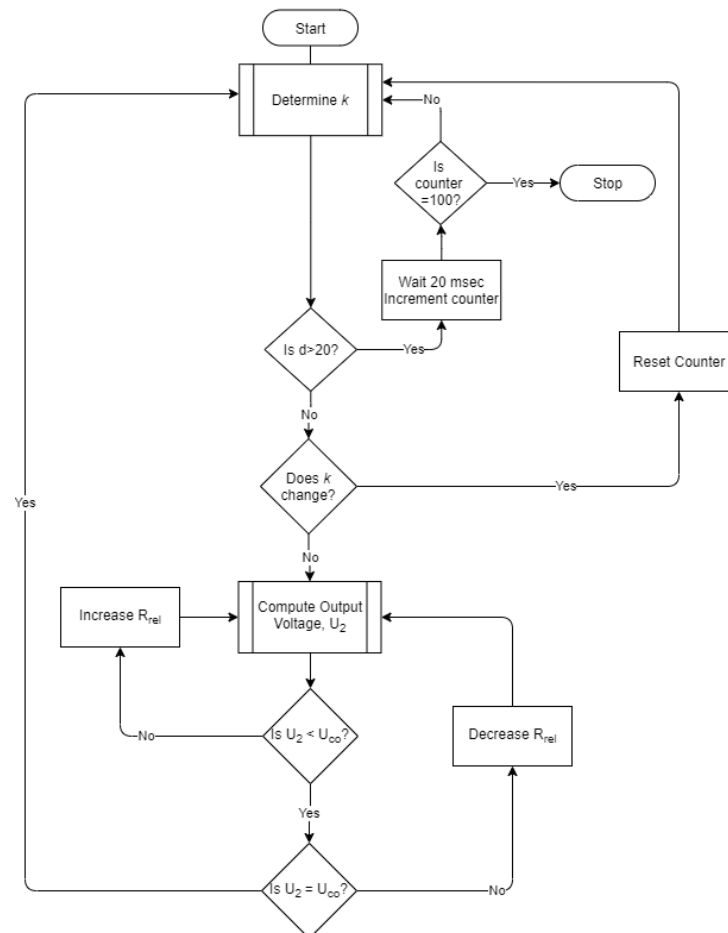 Start
Determine k
No
Is
counter
=100?
Yes
Stop
Wait 20 msec
Increment counter
Is d>20?
Yes
Reset Counter
No
Does k
change?
Yes
Yes
No
Increase Rrel
Compute Output
Voltage, U2
Is U2 < Uco?
No
Decrease Rrel
Yes
Is U2 = Uco?
No